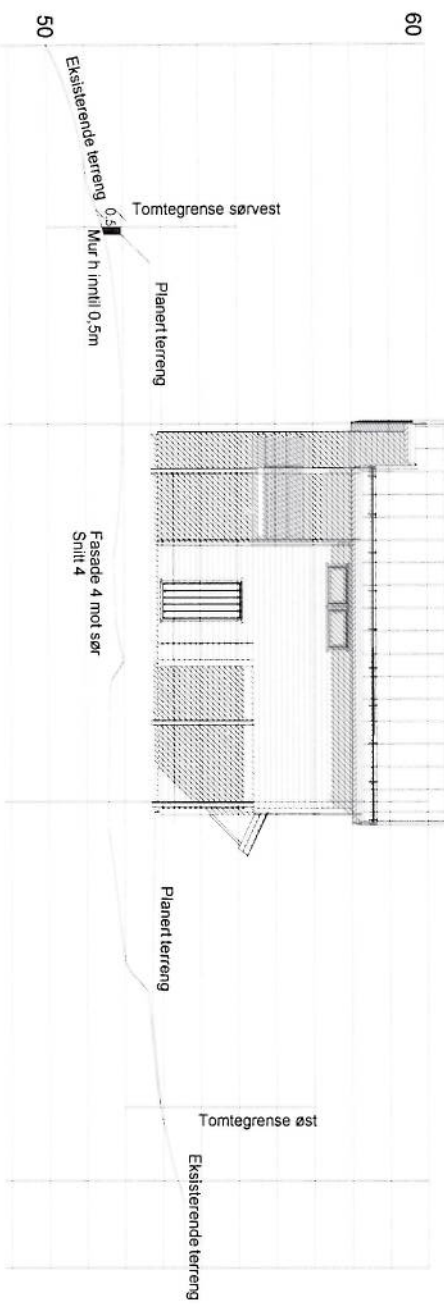 60
50
Eksisterende terreng
0.5
Tomtegrense sørvest
Mur h inntil 0,5m
Planert terreng
Fasade 4 mot sør
Snitt 4
Planert terreng
Tomtegrense øst
Eksisterende terreng